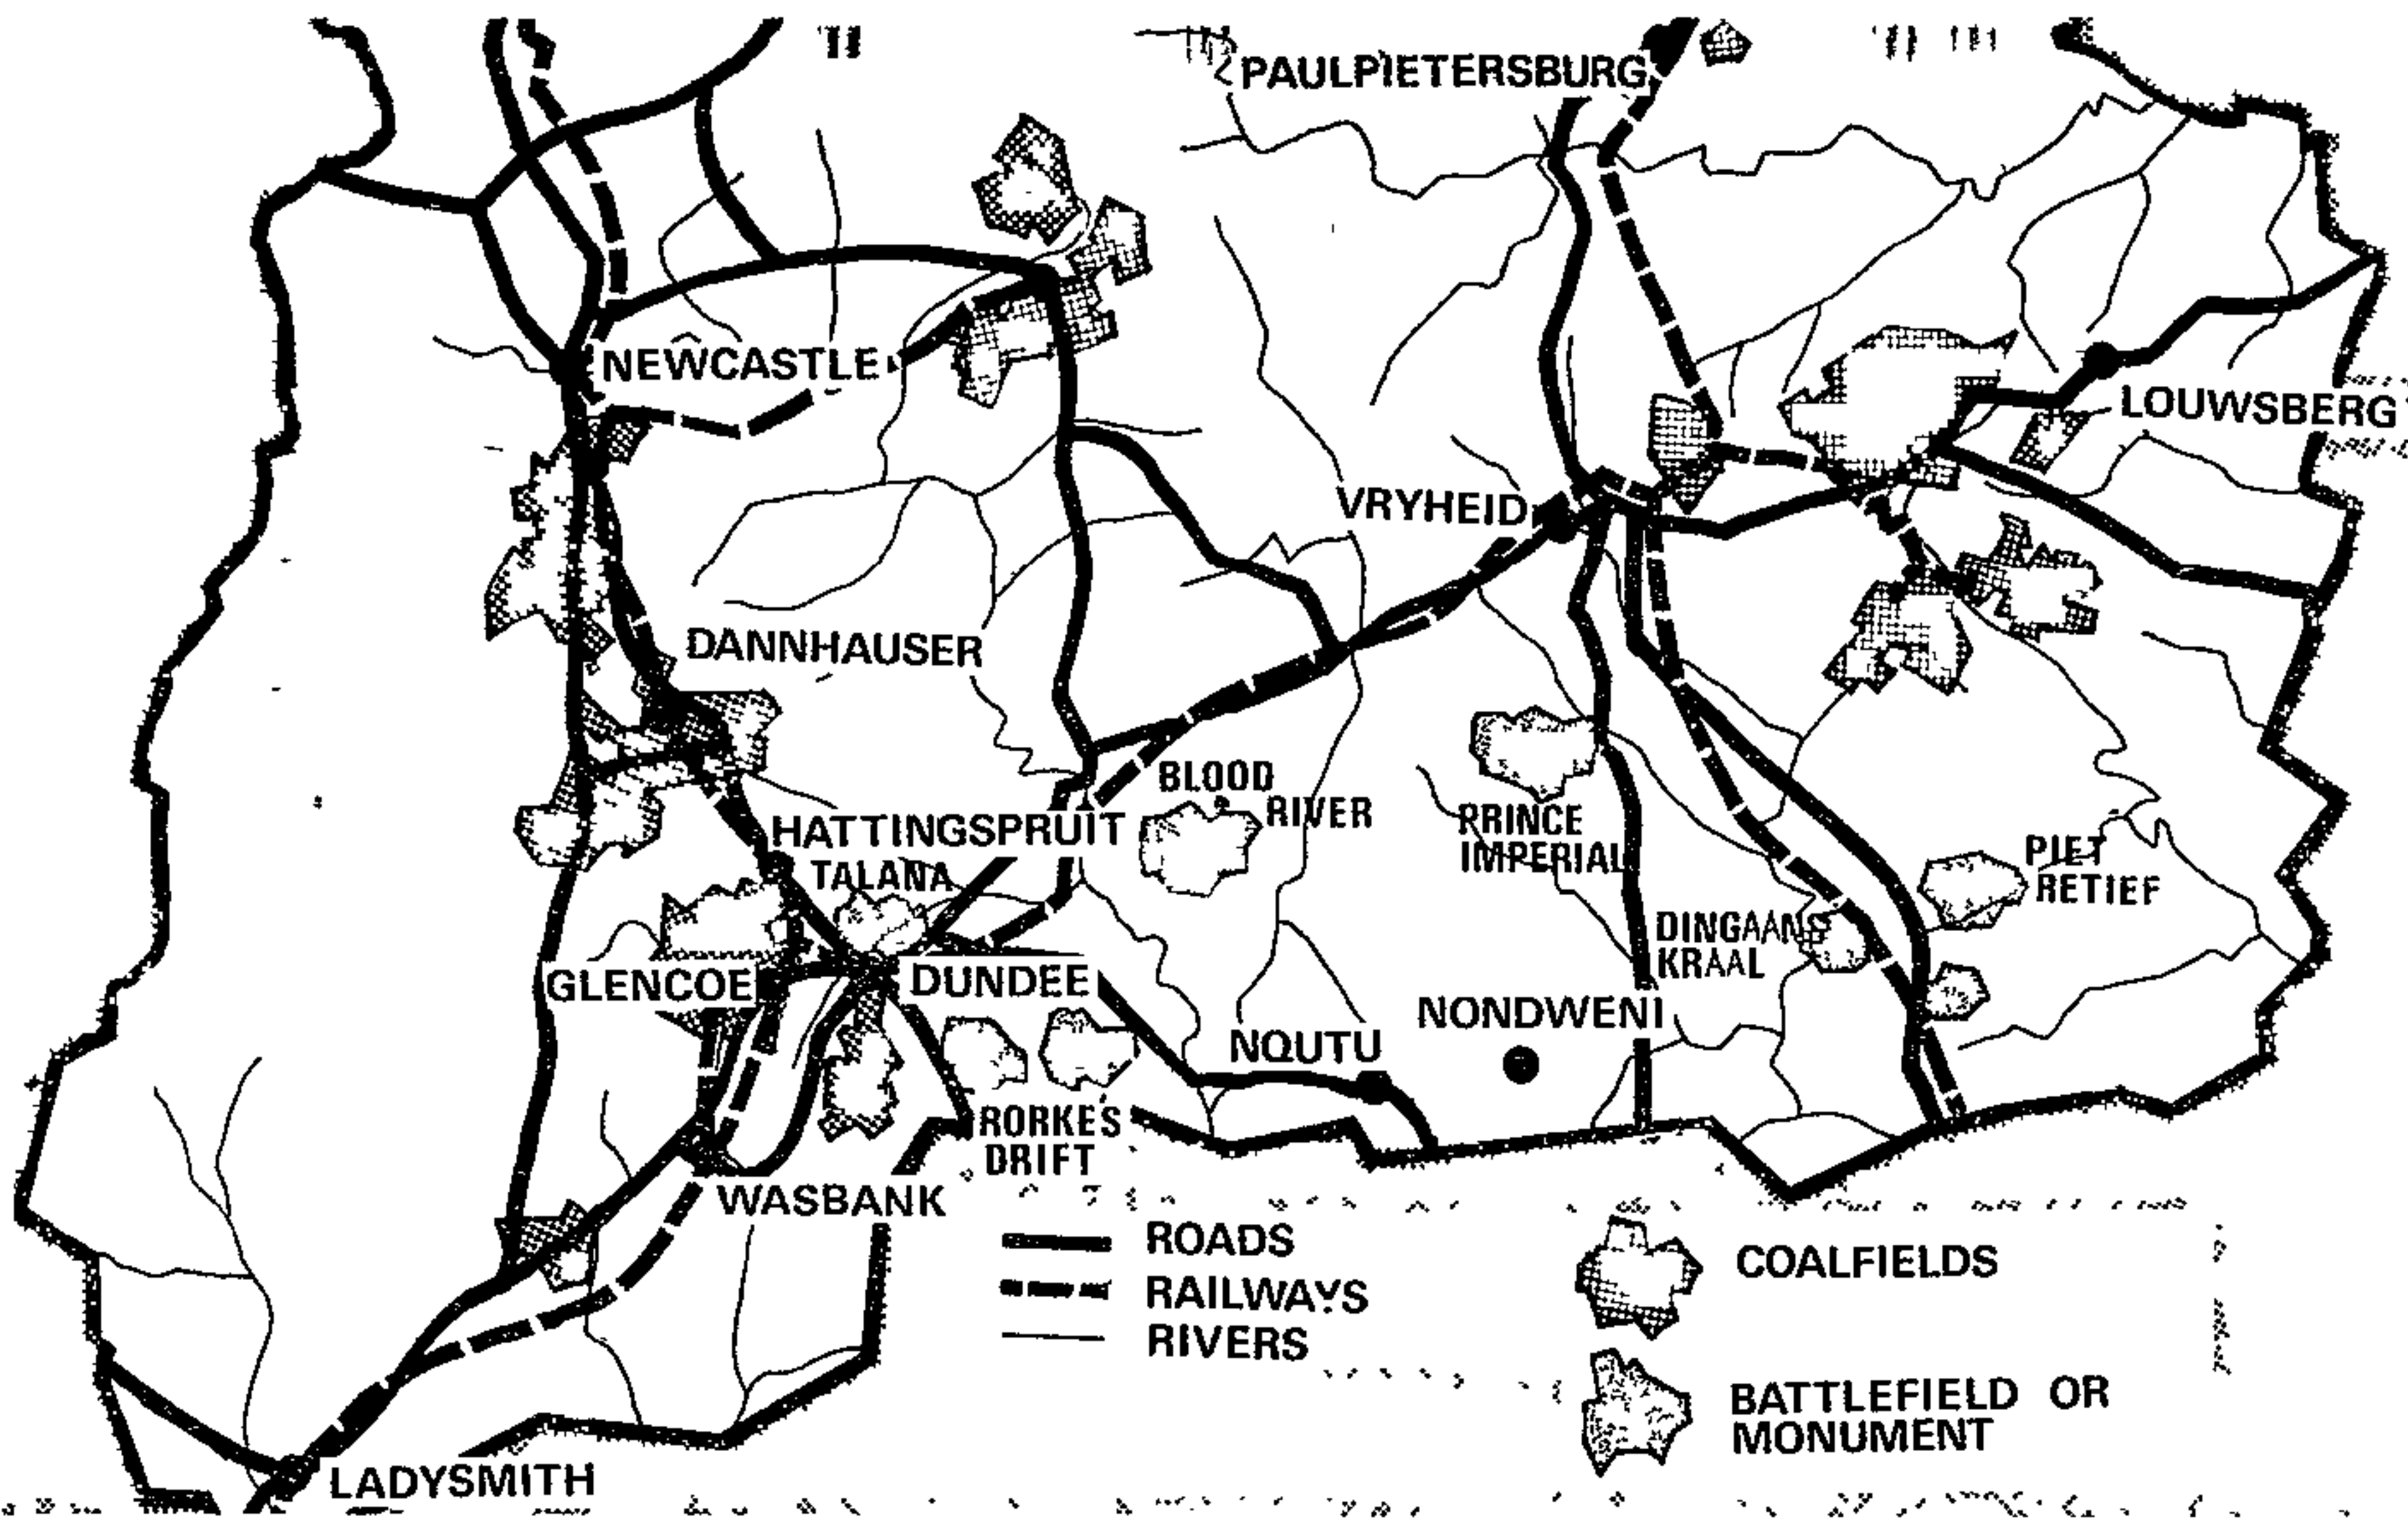 PAULPIETERSBURG
NEWCASTLE
LOUWSBERG
VRYHEID
DANNHAUSER
BLOOD
RIVER
HATTINGSPRUIT
TALANA
PRINCE
IMPERIAL
PIET
RETIEF
DINGAANS
KRAAL
GLENCOE
DUNDEE
NONDWENI
NQUTU
RORKES
DRIFT
WASBANK
ROADS
RAILWAYS
RIVERS
COALFIELDS
BATTLEFIELD OR
MONUMENT
LADYSMITH